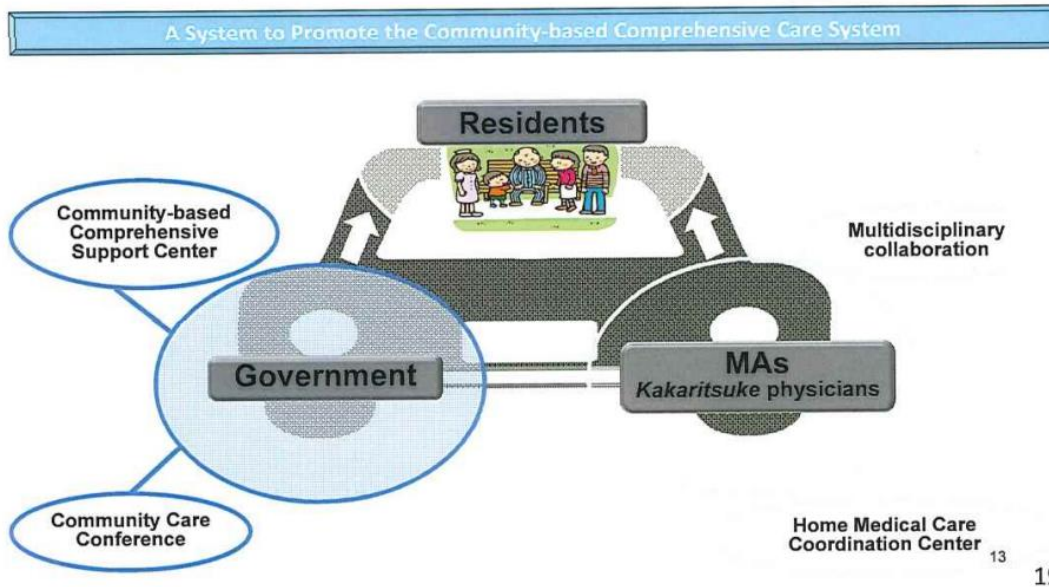 A System to Promote the Community-based Comprehensive Care System
Residents
Community-based
Comprehensive
Support Center
Multidisciplinary
collaboration
Government
MAs
Kakaritsuke physicians
Community Care
Conference
Home Medical Care
Coordination Center
13